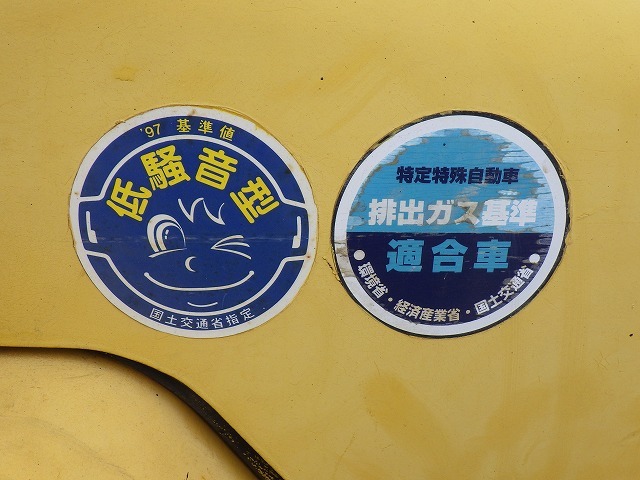 '97 基準値
低騒音型
国土交通省指定
特定特殊自動車
排出ガス基準
適合車
・環境省・経済産業省・国土交通省・